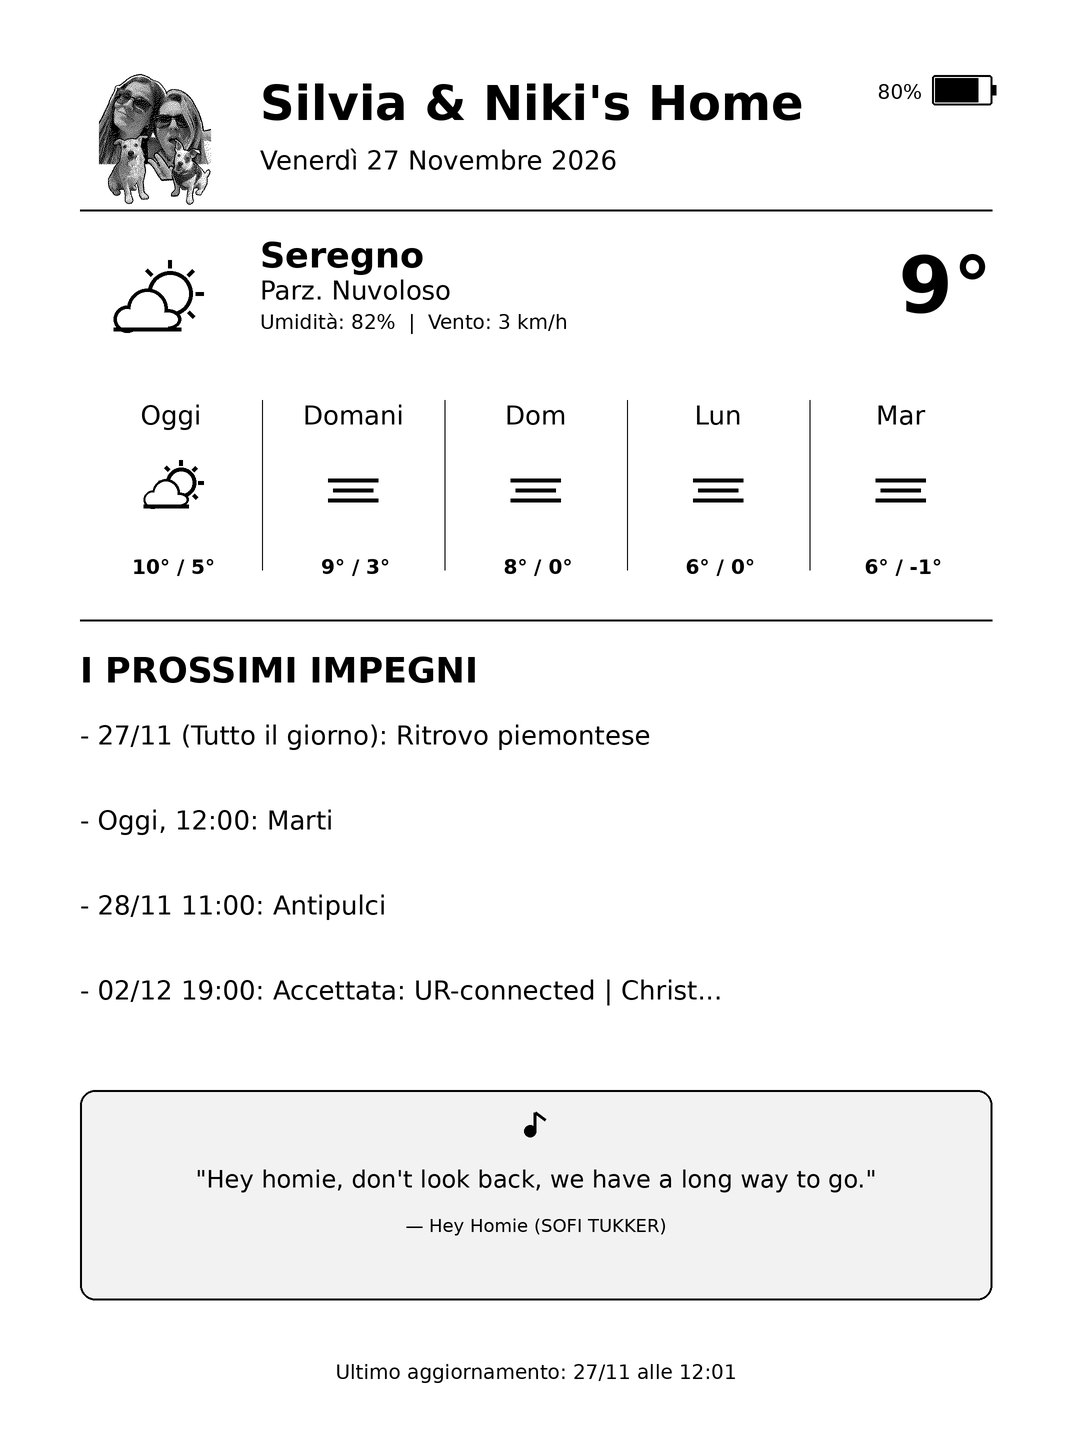 Silvia & Niki's Home
80%
Venerdì 27 Novembre 2026
Seregno
9°
Parz. Nuvoloso
Umidità: 82% | Vento: 3 km/h
Oggi
Domani
Dom
Lun
Mar
10° / 5°
9° / 3°
8° / 0°
6° / 0°
6° / -1°
I PROSSIMI IMPEGNI
- 27/11 (Tutto il giorno): Ritrovo piemontese
- Oggi, 12:00: Marti
- 28/11 11:00: Antipulci
- 02/12 19:00: Accettata: UR-connected | Christ...
"Hey homie, don't look back, we have a long way to go."
— Hey Homie (SOFI TUKKER)
Ultimo aggiornamento: 27/11 alle 12:01